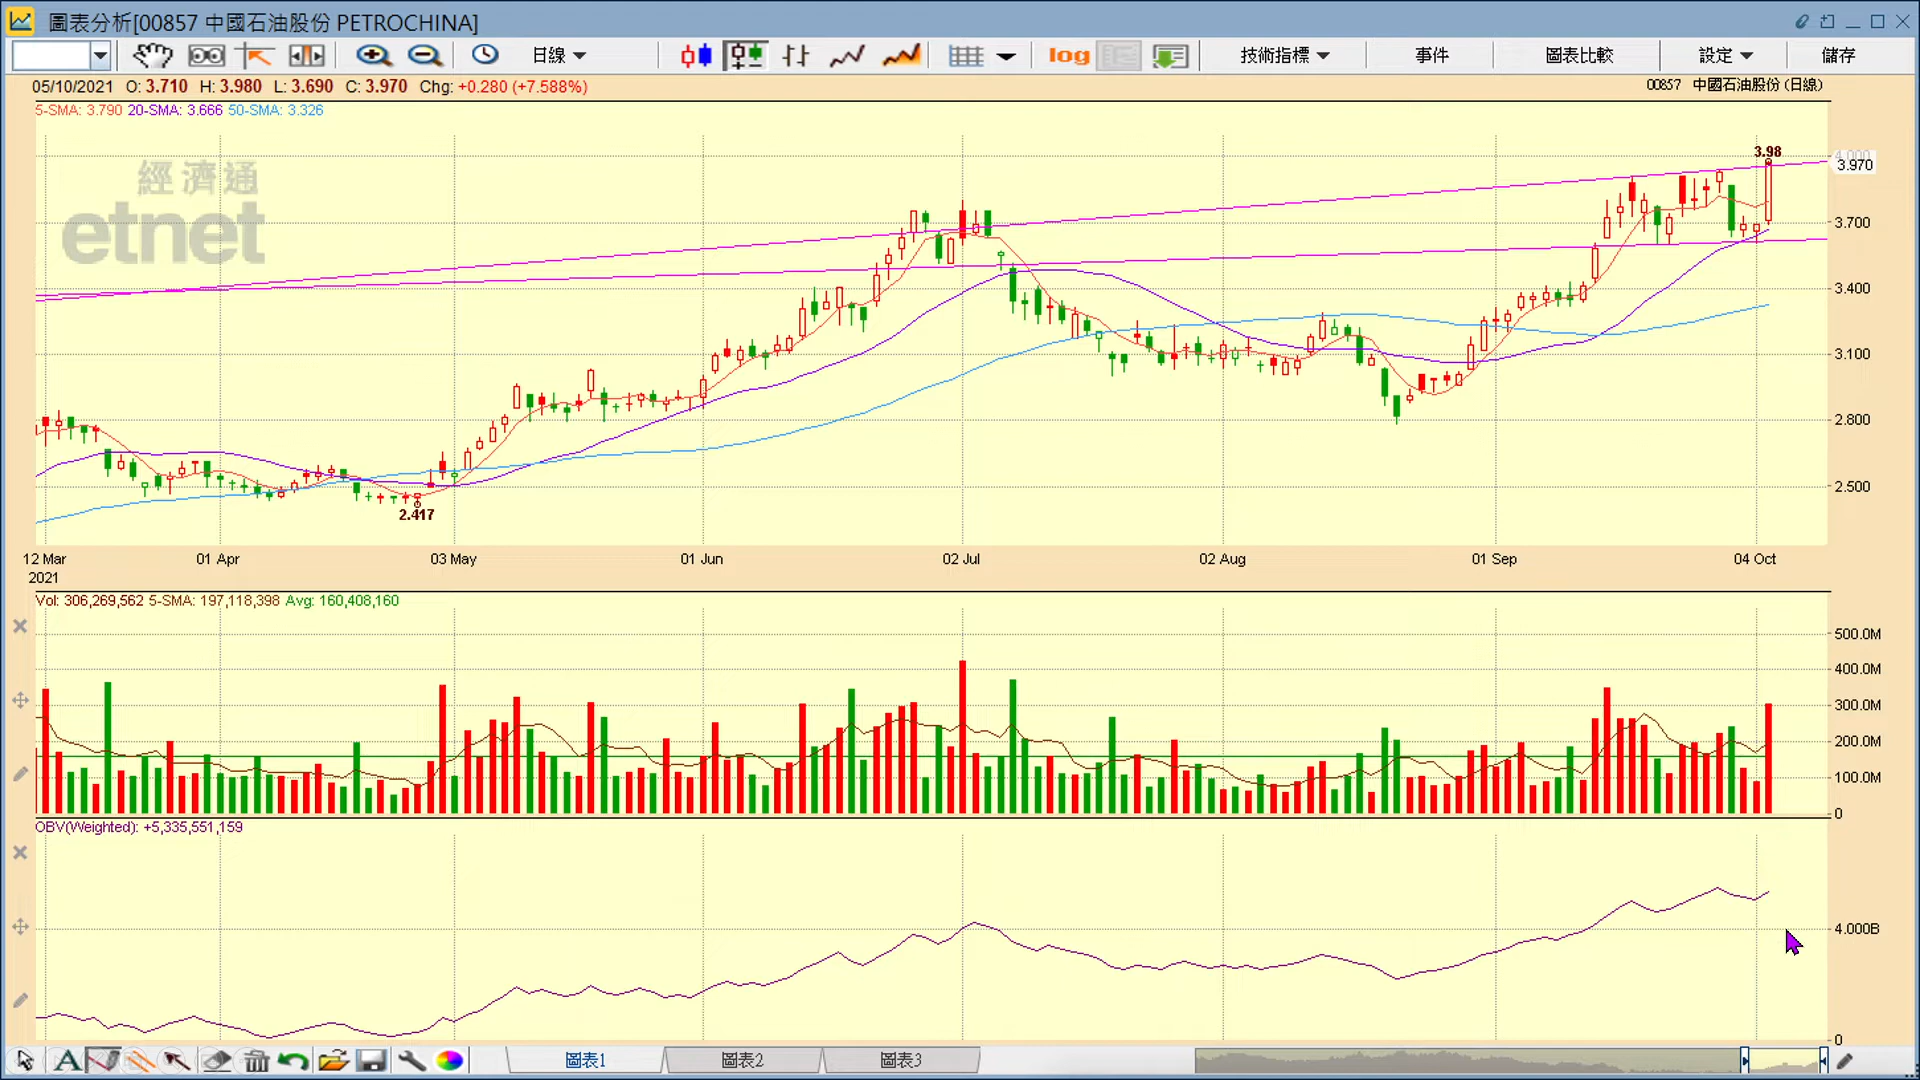 圖表分析[00857 中國石油股份 PETROCHINA]
日線 log 技術指標 事件 圖表比較 設定 儲存
05/10/2021 O: 3.710 H: 3.980 L: 3.690 C: 3.970 Chg: +0.280 (+7.588%) 00857 中國石油股份 (日線)
5-SMA: 3.790 20-SMA: 3.666 50-SMA: 3.326
經濟通
etnet
3.98
4.000
3.970
3.700
3.400
3.100
2.800
2.500
2.417
12 Mar 01 Apr 03 May 01 Jun 02 Jul 02 Aug 01 Sep 04 Oct
2021
Vol: 306,269,562 5-SMA: 197,118,398 Avg: 160,408,160
500.0M
400.0M
300.0M
200.0M
100.0M
0
OBV(Weighted): +5,335,551,159
4.000B
0
A 圖表1 圖表2 圖表3